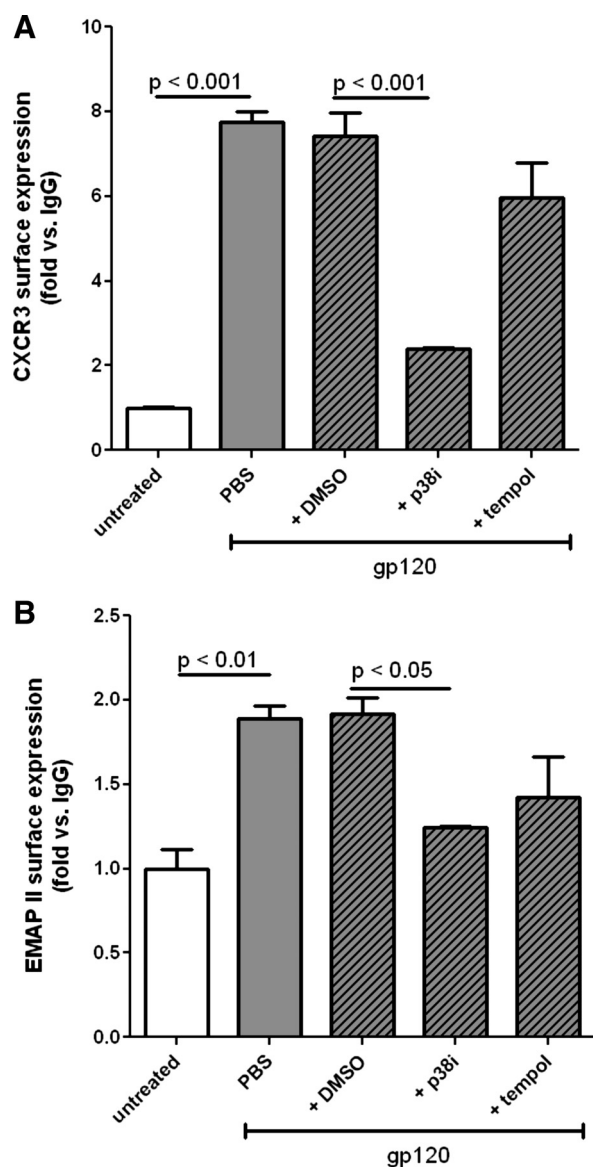 A
CXCR3 surface expression
(fold vs. IgG)
10
8
6
4
2
0
p < 0.001
p < 0.001
untreated
PBS
+ DMSO
+ p38i
+ tempol
gp120
B
EMAP II surface expression
(fold vs. IgG)
2.5
2.0
1.5
1.0
0.5
0.0
p < 0.01
p < 0.05
untreated
PBS
+ DMSO
+ p38i
+ tempol
gp120